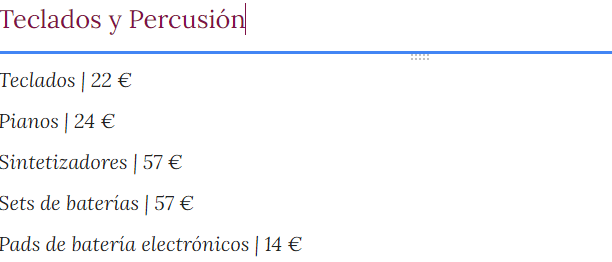 Teclados y Percusión
Teclados | 22 €
Pianos | 24 €
Sintetizadores | 57 €
Sets de baterías | 57 €
Pads de batería electrónicos | 14 €